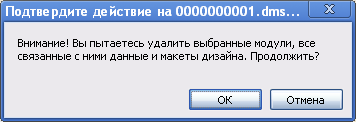 Подтвердите действие на 0000000001.dms...
Внимание! Вы пытаетесь удалить выбранные модули, все
связанные с ними данные и макеты дизайна. Продолжить?
OK
Отмена